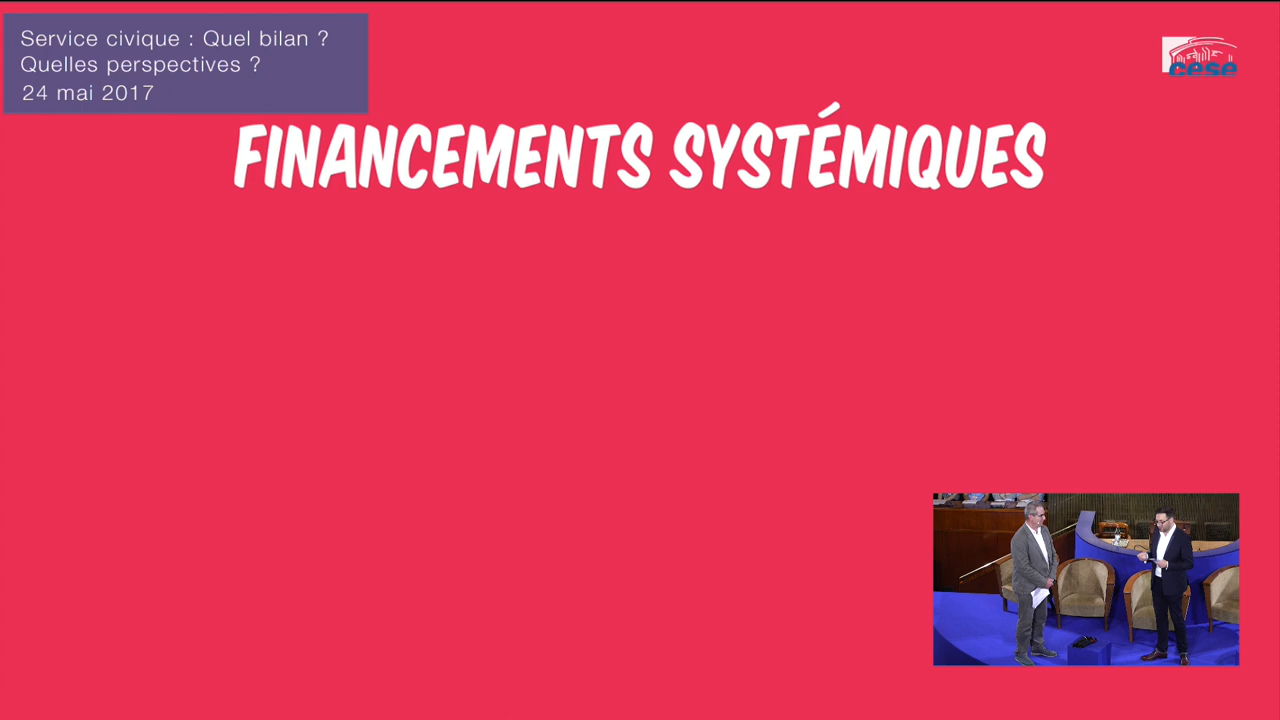 Service civique : Quel bilan ?
Quelles perspectives ?
24 mai 2017
cese
FINANCEMENTS SYSTÉMIQUES